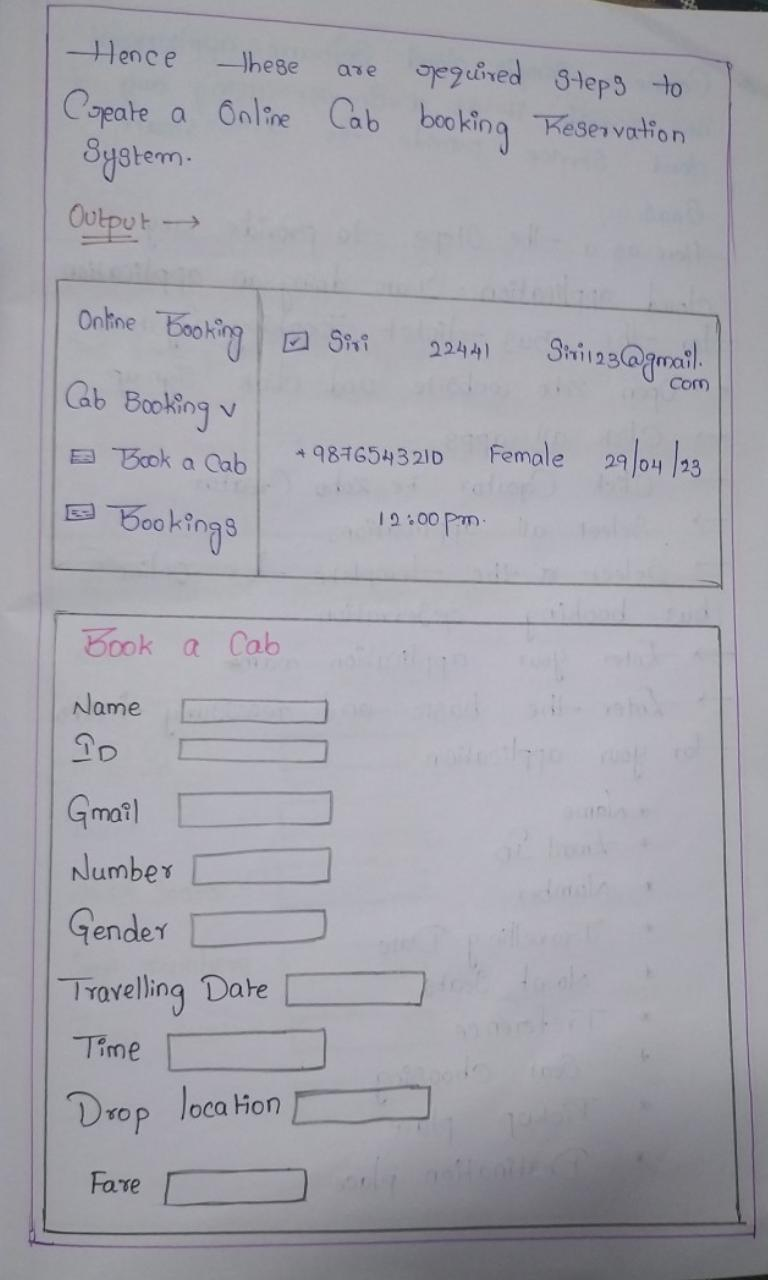 Hence these are required steps to
Create a Online Cab booking Reservation
System.
Output →
Online Booking
Cab Booking v
Book a Cab
Bookings
Siri 22441 Siri123@gmail.
com
+9876543210 Female 29/04/23
12:00pm.
Book a Cab
Name
ID
Gmail
Number
Gender
Travelling Date
Time
Drop location
Fare